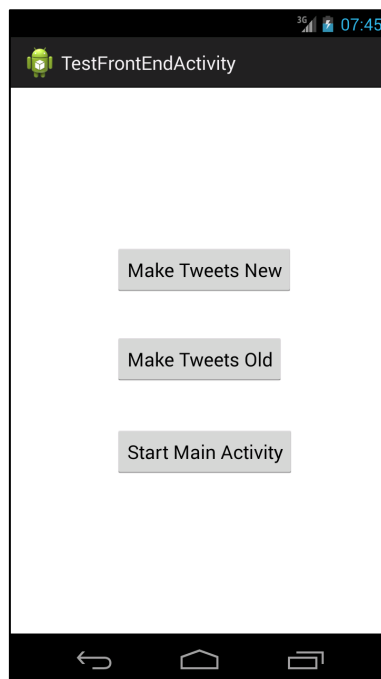 3G 07:45
TestFrontEndActivity
Make Tweets New
Make Tweets Old
Start Main Activity